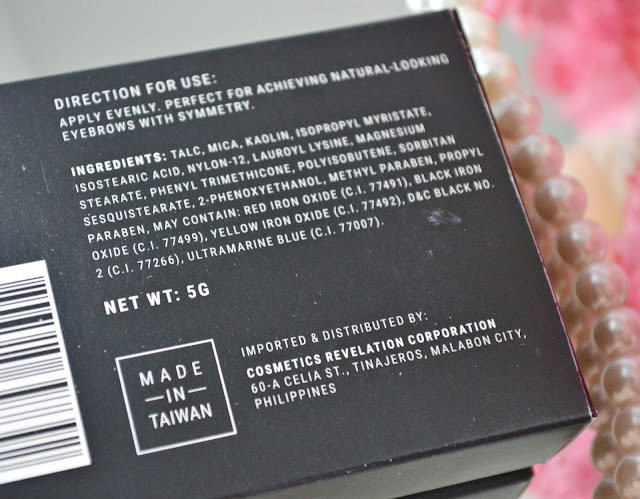 DIRECTION FOR USE:
APPLY EVENLY. PERFECT FOR ACHIEVING NATURAL-LOOKING
EYEBROWS WITH SYMMETRY.
INGREDIENTS: TALC, MICA, KAOLIN, ISOPROPYL MYRISTATE,
ISOSTEARIC ACID, NYLON-12, LAUROYL LYSINE, MAGNESIUM
STEARATE, PHENYL TRIMETHICONE, POLYISOBUTENE, SORBITAN
SESQUISTEARATE, 2-PHENOXYETHANOL, METHYL PARABEN, PROPYL
PARABEN, MAY CONTAIN: RED IRON OXIDE (C.I. 77491), BLACK IRON
OXIDE (C.I. 77499), YELLOW IRON OXIDE (C.I. 77492), D&C BLACK NO.
2 (C.I. 77266), ULTRAMARINE BLUE (C.I. 77007).
NET WT: 5G
MADE
IN
TAIWAN
IMPORTED & DISTRIBUTED BY:
COSMETICS REVELATION CORPORATION
60-A CELIA ST., TINAJEROS, MALABON CITY,
PHILIPPINES